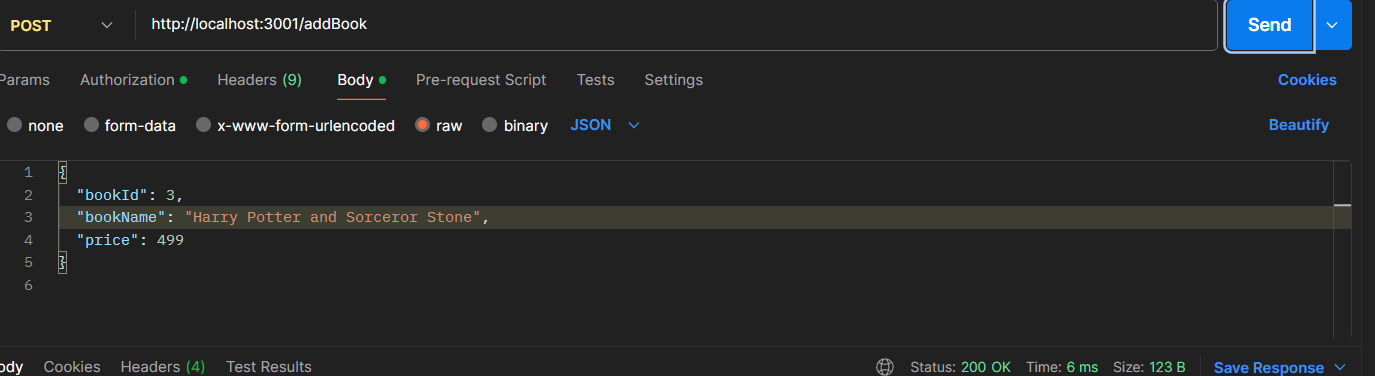 POST http://localhost:3001/addBook Send
Params Authorization Headers (9) Body Pre-request Script Tests Settings Cookies
none form-data x-www-form-urlencoded raw binary JSON Beautify
1 {
2 "bookId": 3,
3 "bookName": "Harry Potter and Sorceror Stone",
4 "price": 499
5 }
6
ody Cookies Headers (4) Test Results Status: 200 OK Time: 6 ms Size: 123 B Save Response